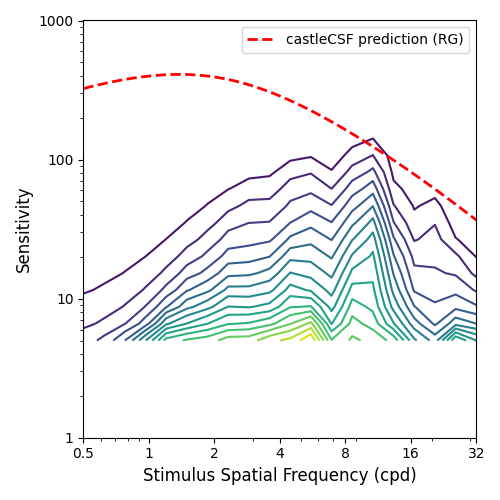 1000
castleCSF prediction (RG)
100
Sensitivity
10
1
0.5 1 2 4 8 16 32
Stimulus Spatial Frequency (cpd)